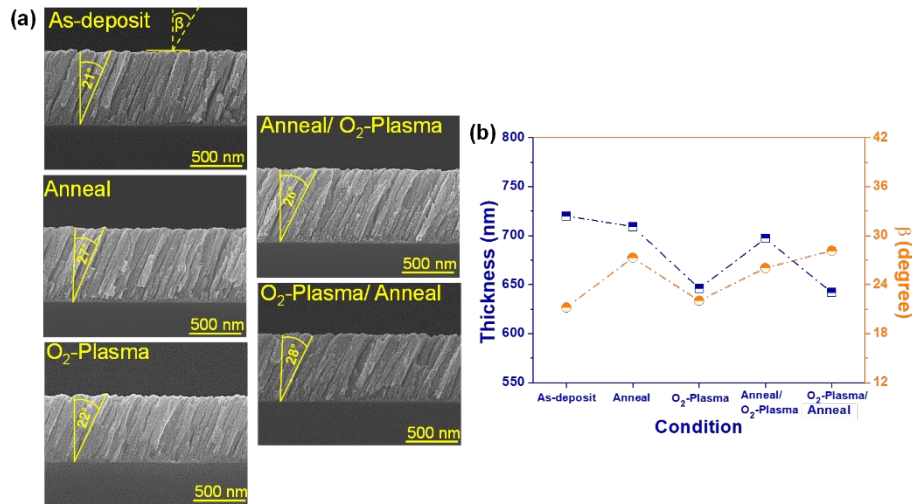 (a)
As-deposit
β
21°
500 nm
Anneal
27°
500 nm
O₂-Plasma
22°
500 nm
Anneal/ O₂-Plasma
26°
500 nm
O₂-Plasma/ Anneal
28°
500 nm
(b)
800
750
700
650
600
550
Thickness (nm)
42
36
30
24
18
12
β (degree)
As-deposit
Anneal
O₂-Plasma
Anneal/
O₂-Plasma
O₂-Plasma/
Anneal
Condition